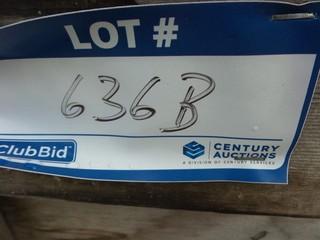 LOT #
636B
ClubBid
CENTURY
AUCTIONS
A DIVISION OF CENTURY SERVICES